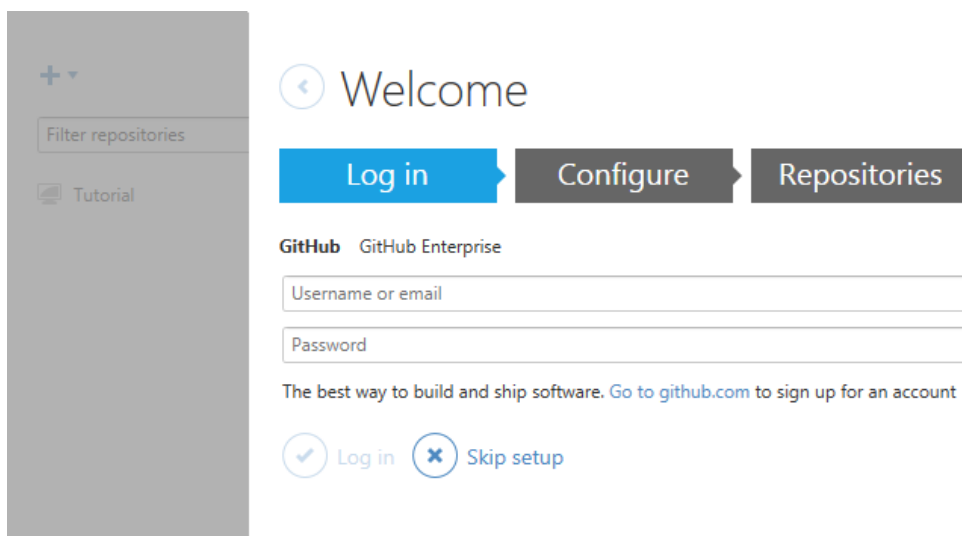 Welcome
Filter repositories
Log in
Configure
Repositories
Tutorial
GitHub GitHub Enterprise
Username or email
Password
The best way to build and ship software. Go to github.com to sign up for an account
Log in
Skip setup